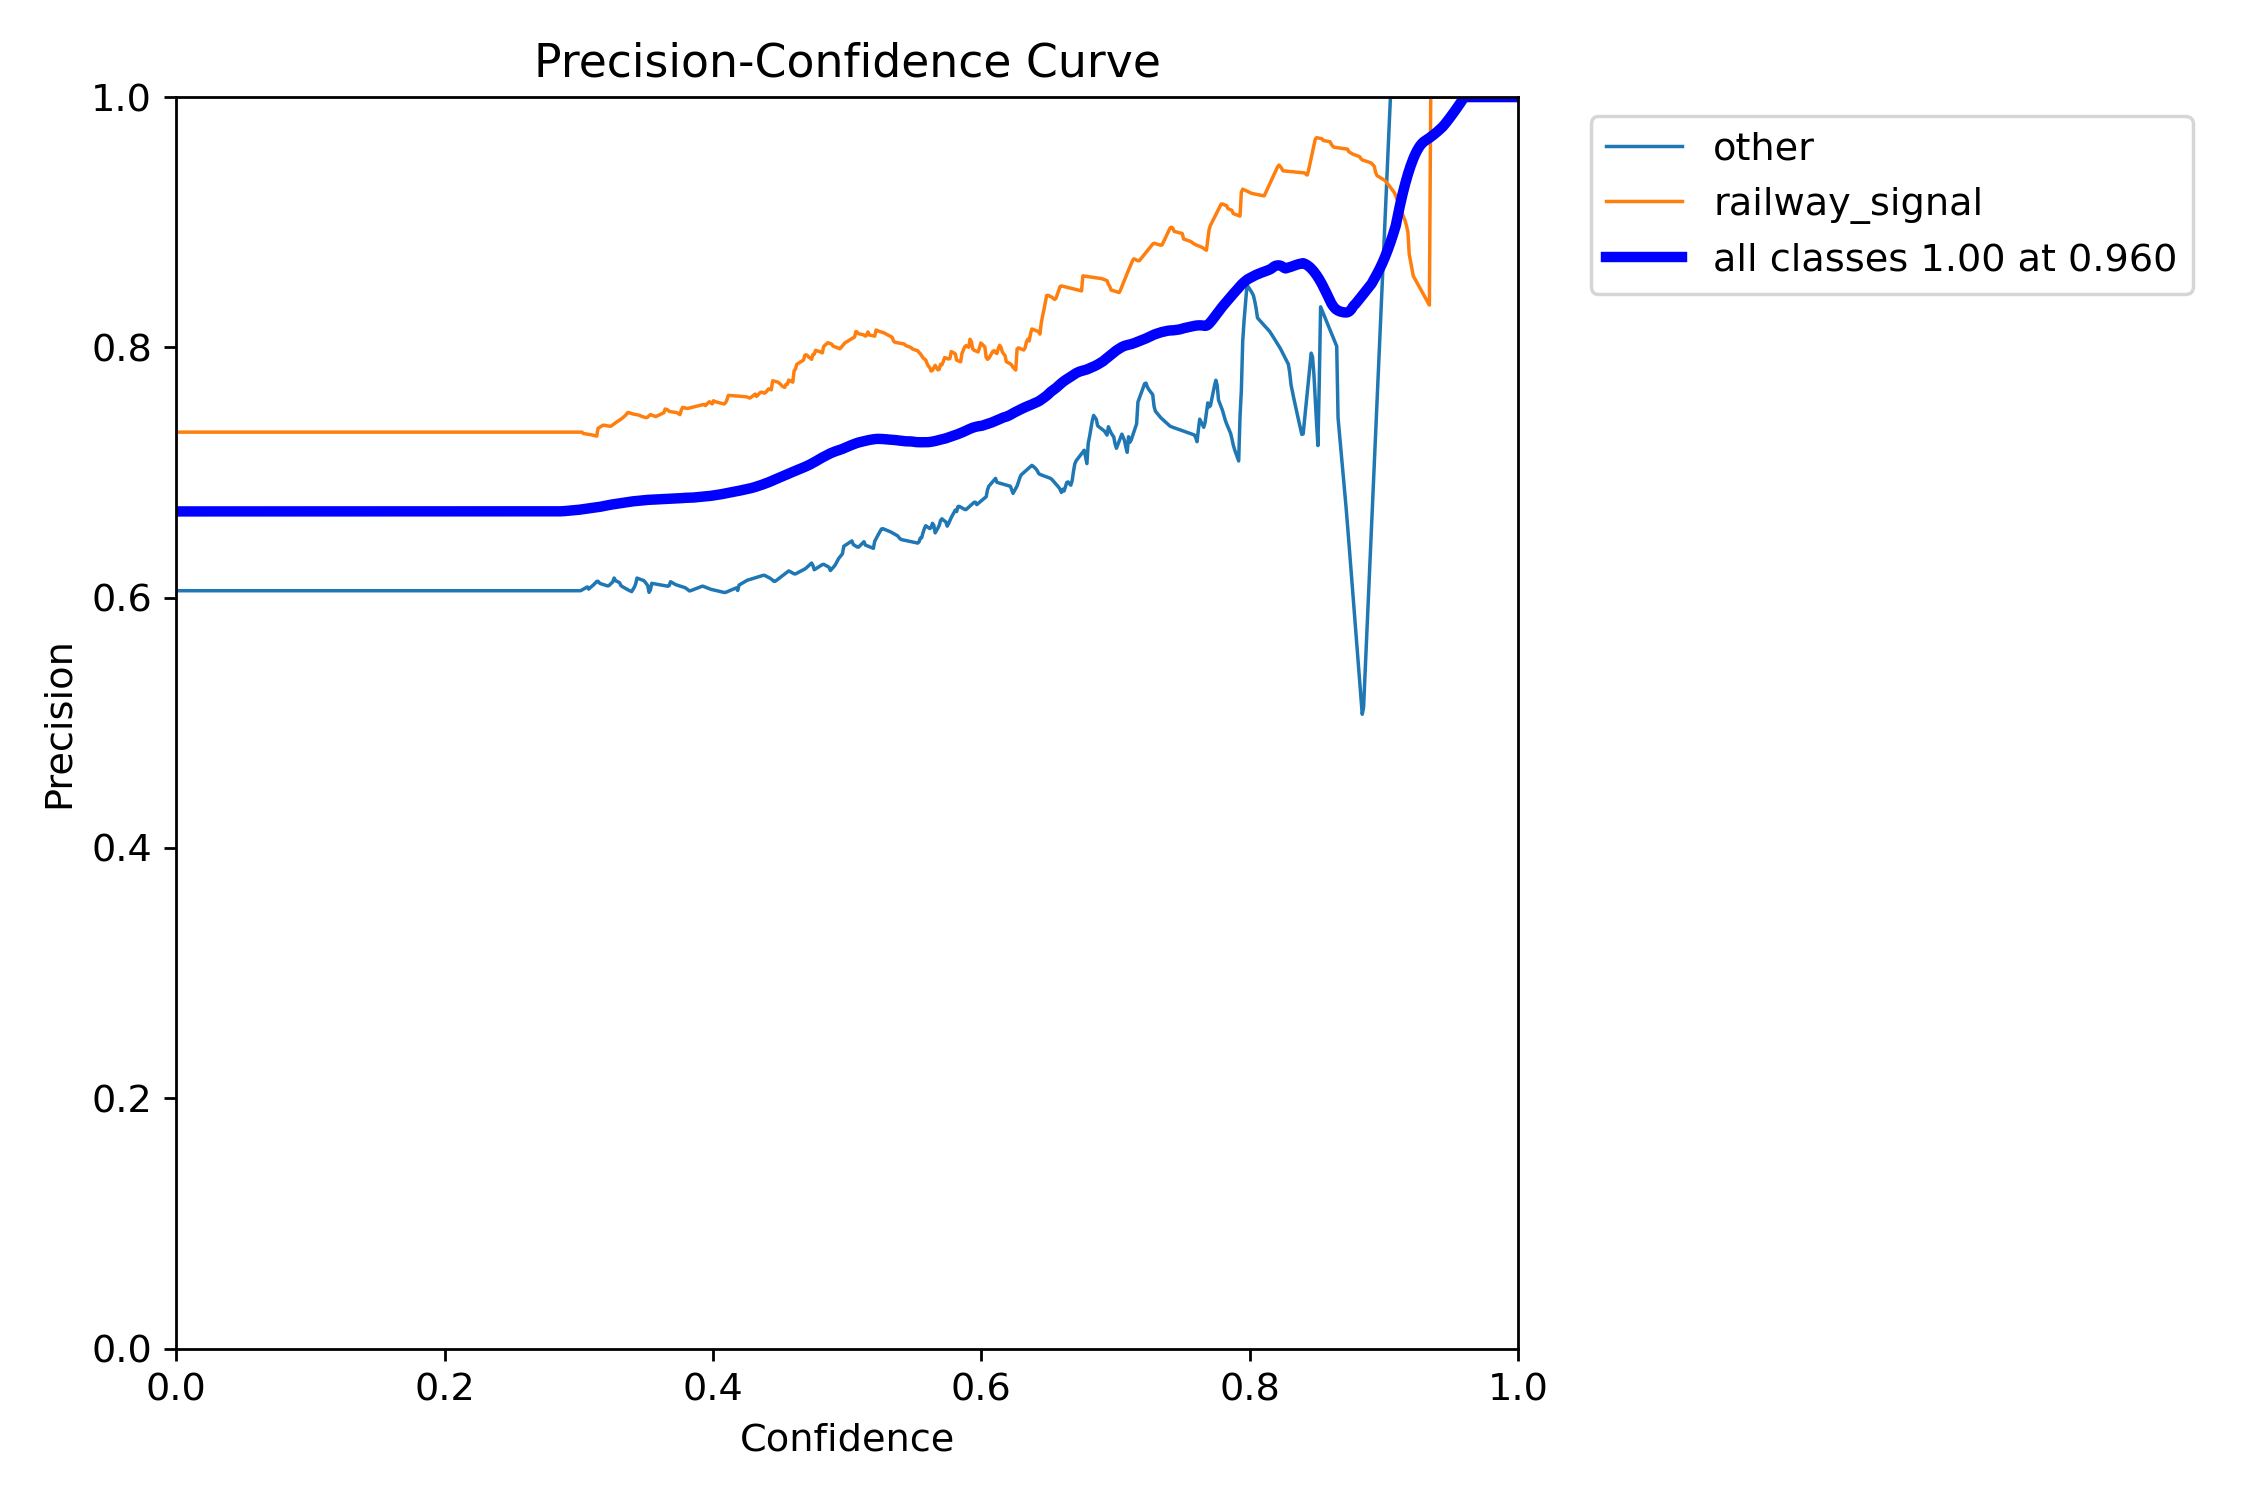 Precision-Confidence Curve
1.0
0.8
0.6
0.4
0.2
0.0
Precision
0.0 0.2 0.4 0.6 0.8 1.0
Confidence
other
railway_signal
all classes 1.00 at 0.960